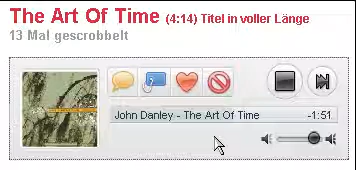 The Art Of Time (4:14) Titel in voller Länge
13 Mal gescrobbelt
John Danley - The Art Of Time -1:51